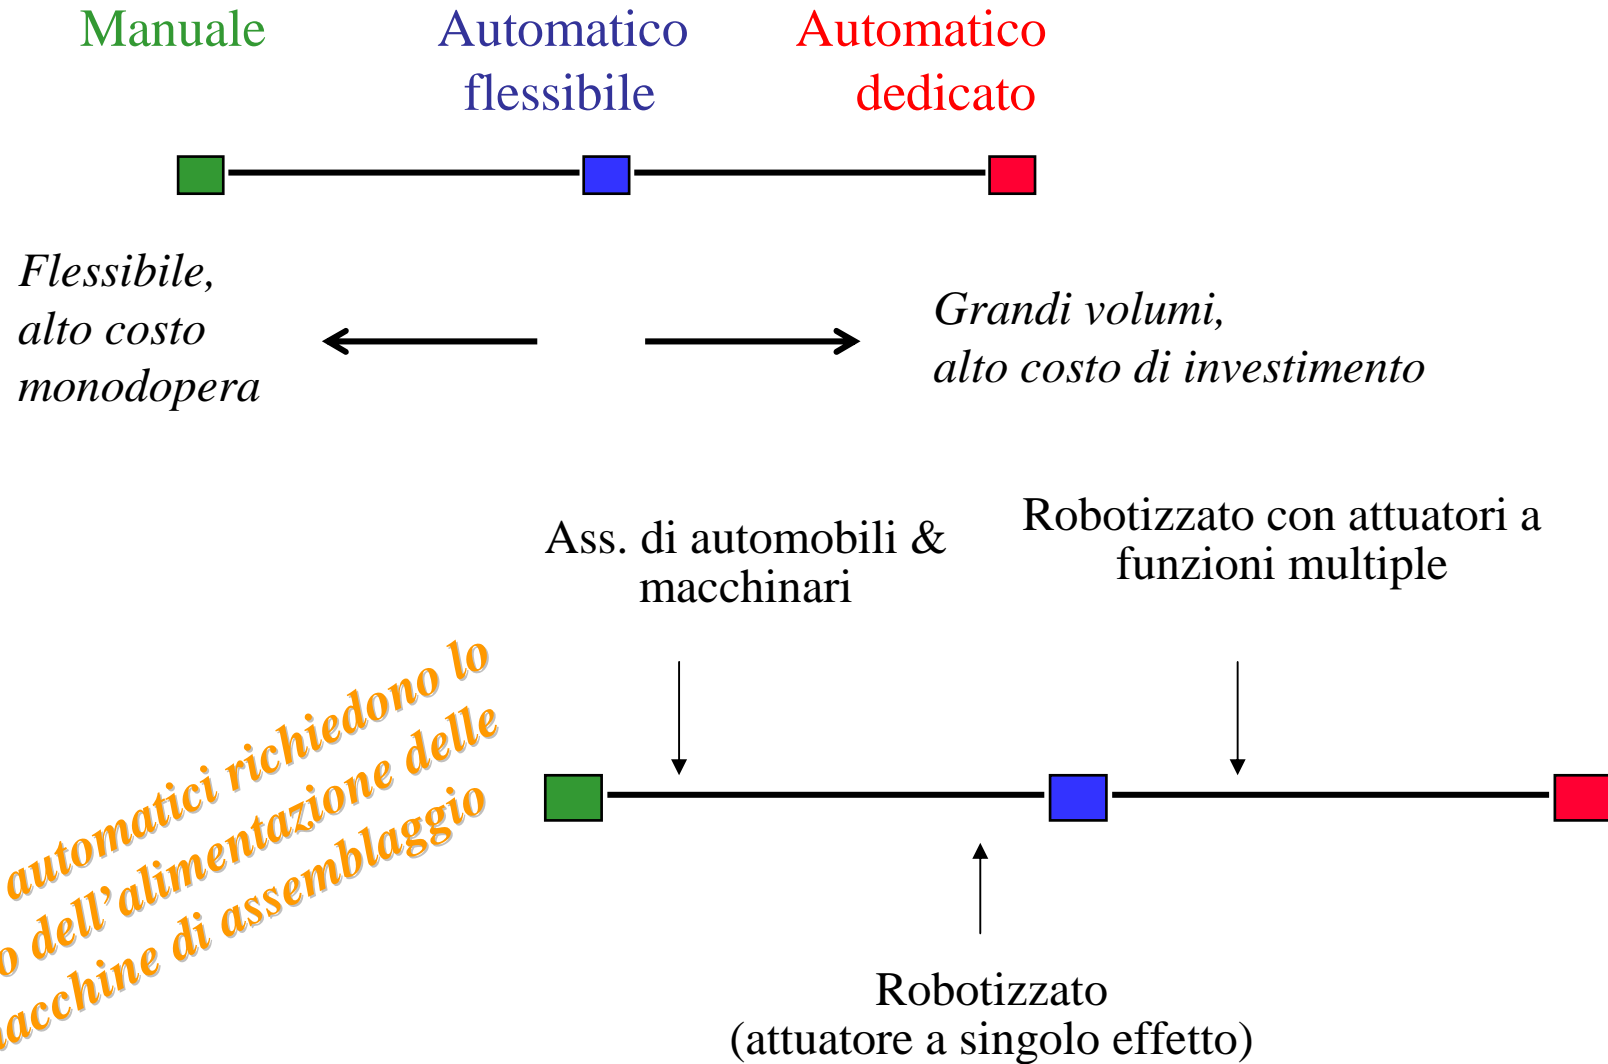 Manuale
Automatico
flessibile
Automatico
dedicato
Flessibile,
alto costo
monodopera
Grandi volumi,
alto costo di investimento
Ass. di automobili &
macchinari
Robotizzato con attuatori a
funzioni multiple
automatici richiedono lo
dell’alimentazione delle
macchine di assemblaggio
Robotizzato
(attuatore a singolo effetto)